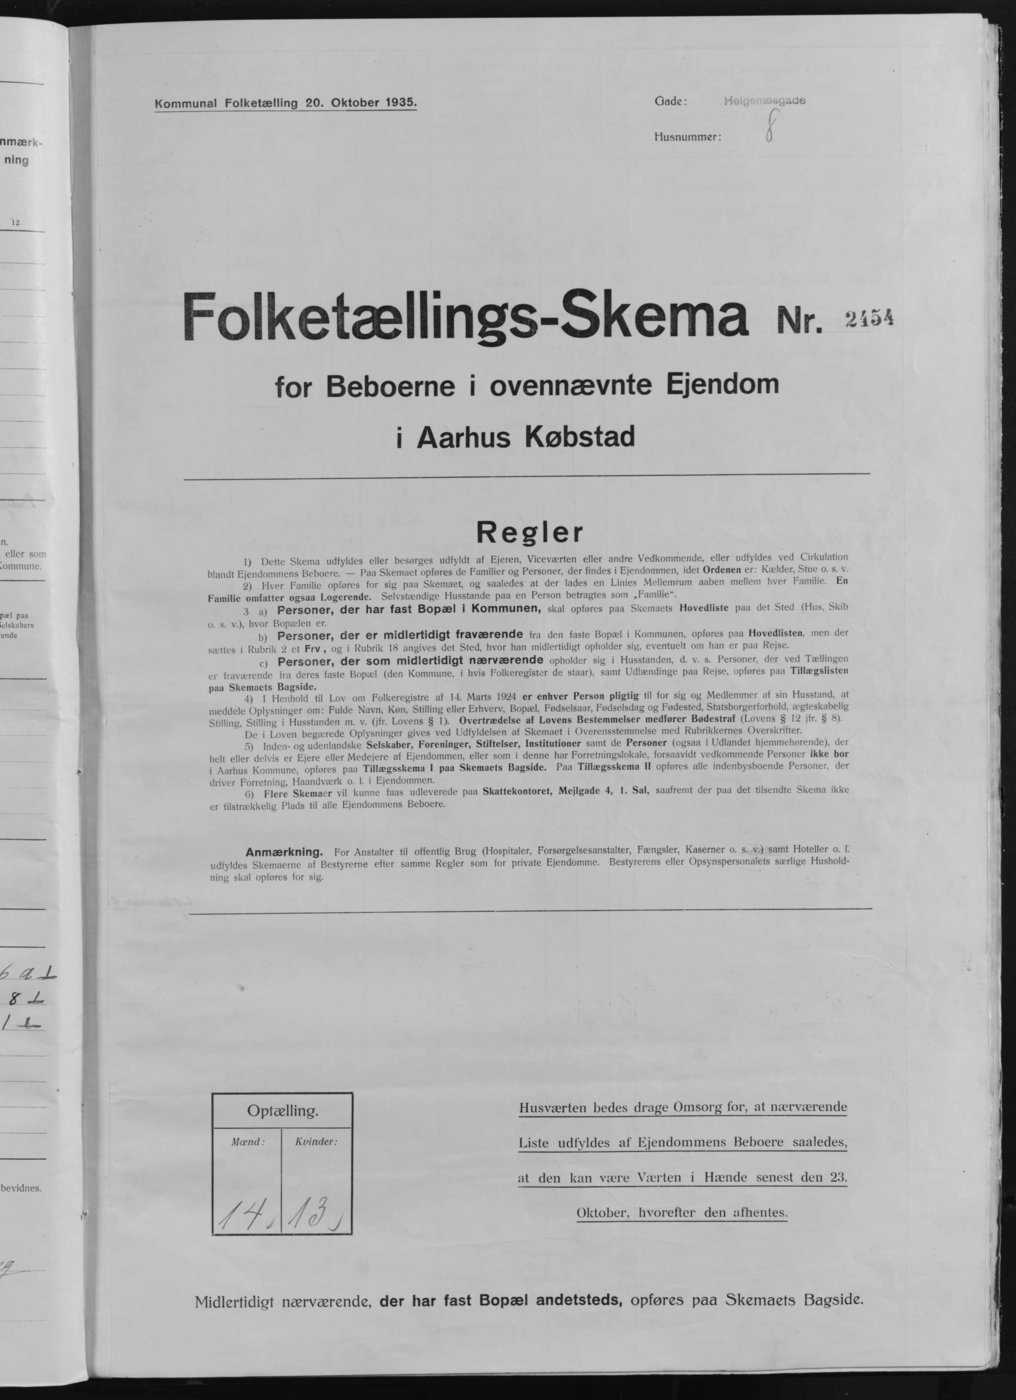 nmærk-
ning
12
n.
eller som
Kommune.
pæl paa
Selskabers
ende
6 a 1
8 1
1 1
bevidnes.
Kommunal Folketælling 20. Oktober 1935.
Gade: Helgenæsgade
Husnummer: 8
Folketællings-Skema Nr. 2454
for Beboerne i ovennævnte Ejendom
i Aarhus Købstad
Regler
1) Dette Skema udfyldes eller besørges udfyldt af Ejeren, Viceværten eller andre Vedkommende, eller udfyldes ved Cirkulation
blandt Ejendommens Beboere. — Paa Skemaet opføres de Familier og Personer, der findes i Ejendommen, idet Ordenen er: Kælder, Stue o. s. v.
2) Hver Familie opføres for sig paa Skemaet, og saaledes at der lades en Linies Mellemrum aaben mellem hver Familie. En
Familie omfatter ogsaa Logerende. Selvstændige Husstande paa en Person betragtes som „Familie“.
3 a) Personer, der har fast Bopæl i Kommunen, skal opføres paa Skemaets Hovedliste paa det Sted (Hus, Skib
o. s. v.), hvor Bopælen er.
b) Personer, der er midlertidigt fraværende fra den faste Bopæl i Kommunen, opføres paa Hovedlisten, men der
sættes i Rubrik 2 et Frv., og i Rubrik 18 angives det Sted, hvor han midlertidigt opholder sig, eventuelt om han er paa Rejse.
c) Personer, der som midlertidigt nærværende opholder sig i Husstanden, d. v. s. Personer, der ved Tællingen
er fraværende fra deres faste Bopæl (den Kommune, i hvis Folkeregister de staar), samt Udlændinge paa Rejse, opføres paa Tillægslisten
paa Skemaets Bagside.
4) I Henhold til Lov om Folkeregistre af 14. Marts 1924 er enhver Person pligtig til for sig og Medlemmer af sin Husstand, at
meddele Oplysninger om: Fulde Navn, Køn, Stilling eller Erhverv, Bopæl, Fødselsaar, Fødselsdag og Fødested, Statsborgerforhold, ægteskabelig
Stilling, Stilling i Husstanden m. v. (jfr. Lovens § 1). Overtrædelse af Lovens Bestemmelser medfører Bødestraf (Lovens § 12 jfr. § 8).
De i Loven begærede Oplysninger gives ved Udfyldelsen af Skemaet i Overensstemmelse med Rubrikkernes Overskrifter.
5) Inden- og udenlandske Selskaber, Foreninger, Stiftelser, Institutioner samt de Personer (ogsaa i Udlandet hjemmehørende), der
helt eller delvis er Ejere eller Medejere af Ejendommen, eller som i denne har Forretningslokale, forsaavidt vedkommende Personer ikke bor
i Aarhus Kommune, opføres paa Tillægsskema I paa Skemaets Bagside. Paa Tillægsskema II opføres alle indenbysboende Personer, der
driver Forretning, Haandværk o. l. i Ejendommen.
6) Flere Skemaer vil kunne faas udleverede paa Skattekontoret, Mejlgade 4, 1. Sal, saafremt der paa det tilsendte Skema ikke
er tilstrækkelig Plads til alle Ejendommens Beboere.
Anmærkning. For Anstalter til offentlig Brug (Hospitaler, Forsørgelsesanstalter, Fængsler, Kaserner o. s. v.) samt Hoteller o. l.
udfyldes Skemaerne af Bestyrerne efter samme Regler som for private Ejendomme. Bestyrerens eller Opsynspersonalets særlige Hushold-
ning skal opføres for sig.
Optælling.
Mænd: Kvinder:
14, 13,
Husværten bedes drage Omsorg for, at nærværende
Liste udfyldes af Ejendommens Beboere saaledes,
at den kan være Værten i Hænde senest den 23.
Oktober, hvorefter den afhentes.
Midlertidigt nærværende, der har fast Bopæl andetsteds, opføres paa Skemaets Bagside.